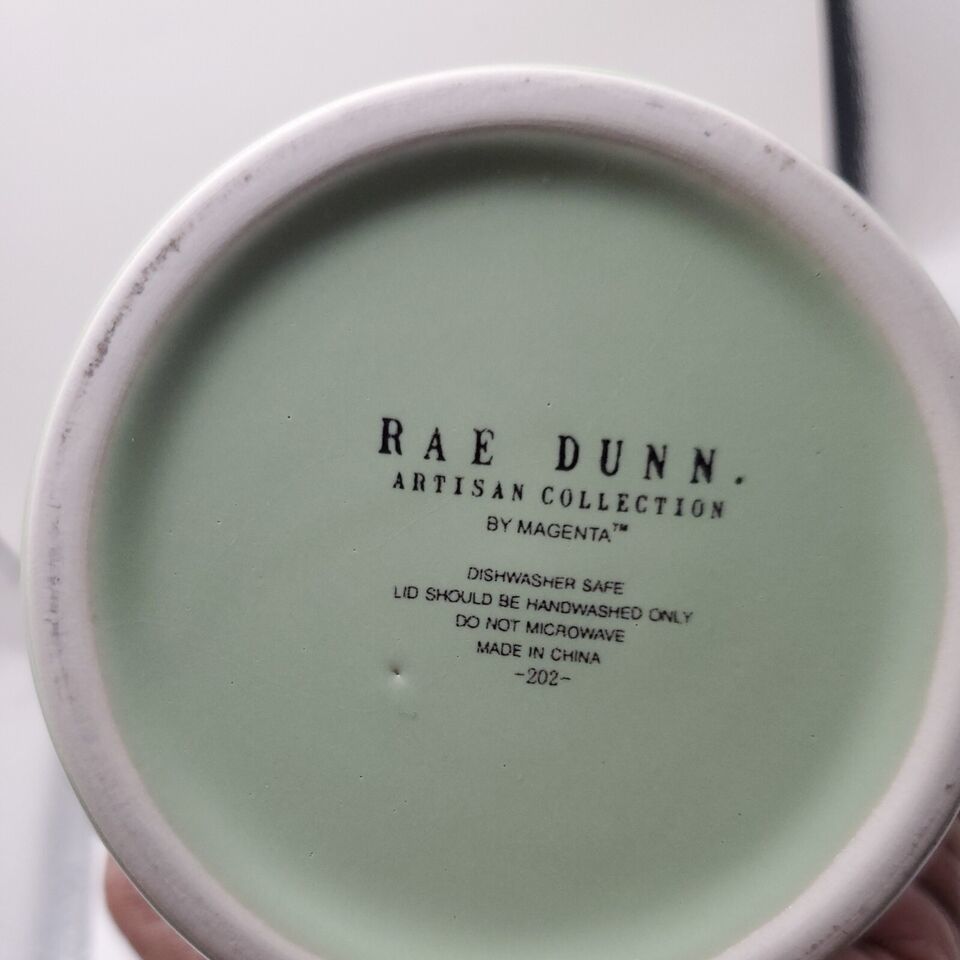 RAE DUNN.
ARTISAN COLLECTION
BY MAGENTA™
DISHWASHER SAFE
LID SHOULD BE HANDWASHED ONLY
DO NOT MICROWAVE
MADE IN CHINA
-202-